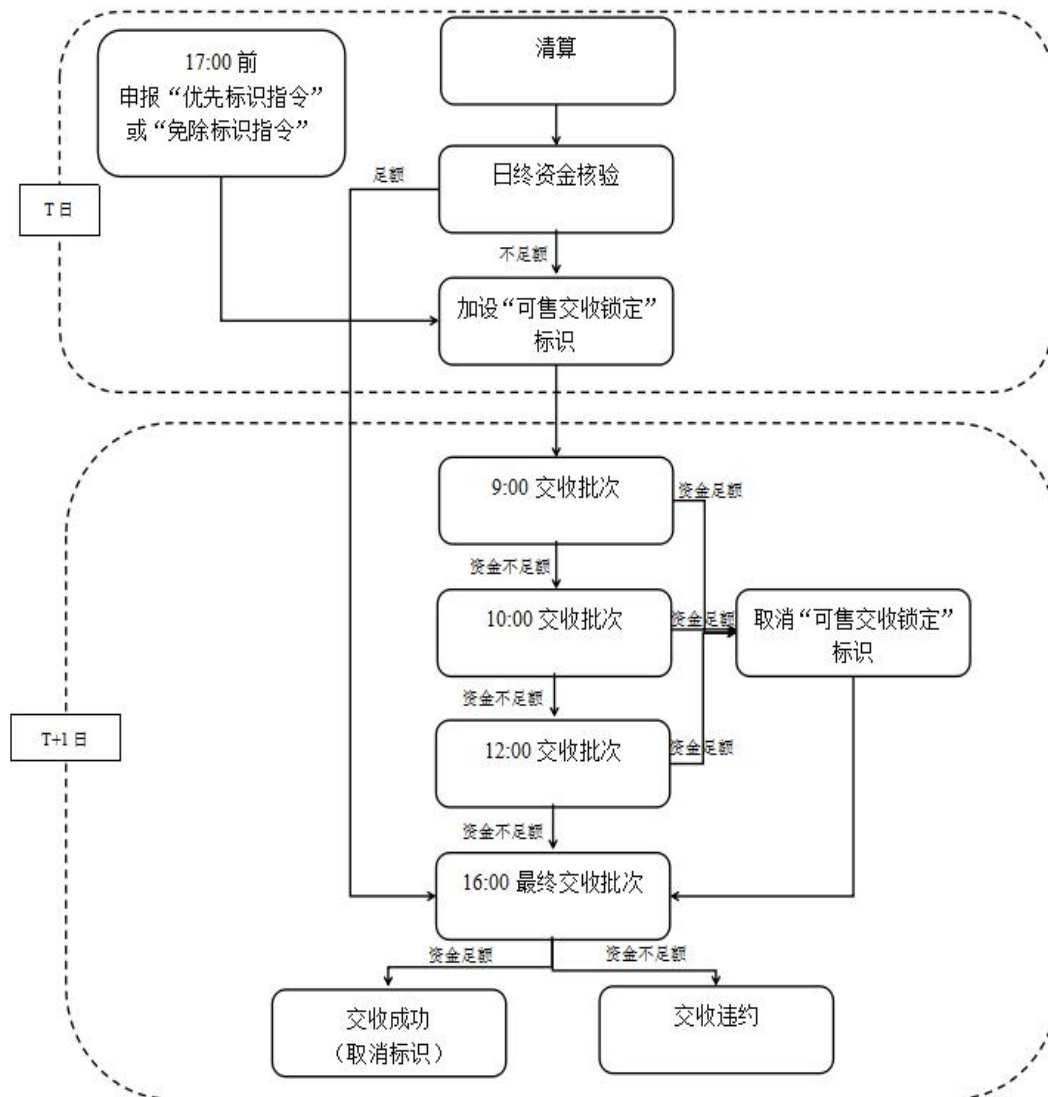 17:00 前
申报“优先标识指令”
或“免除标识指令”
清算
足额
日终资金核验
T 日
不足额
加设“可售交收锁定”
标识
9:00 交收批次
资金足额
资金不足额
10:00 交收批次
资金足额
取消“可售交收锁定”
标识
资金不足额
T+1 日
12:00 交收批次
资金足额
资金不足额
16:00 最终交收批次
资金足额
资金不足额
交收成功
（取消标识）
交收违约